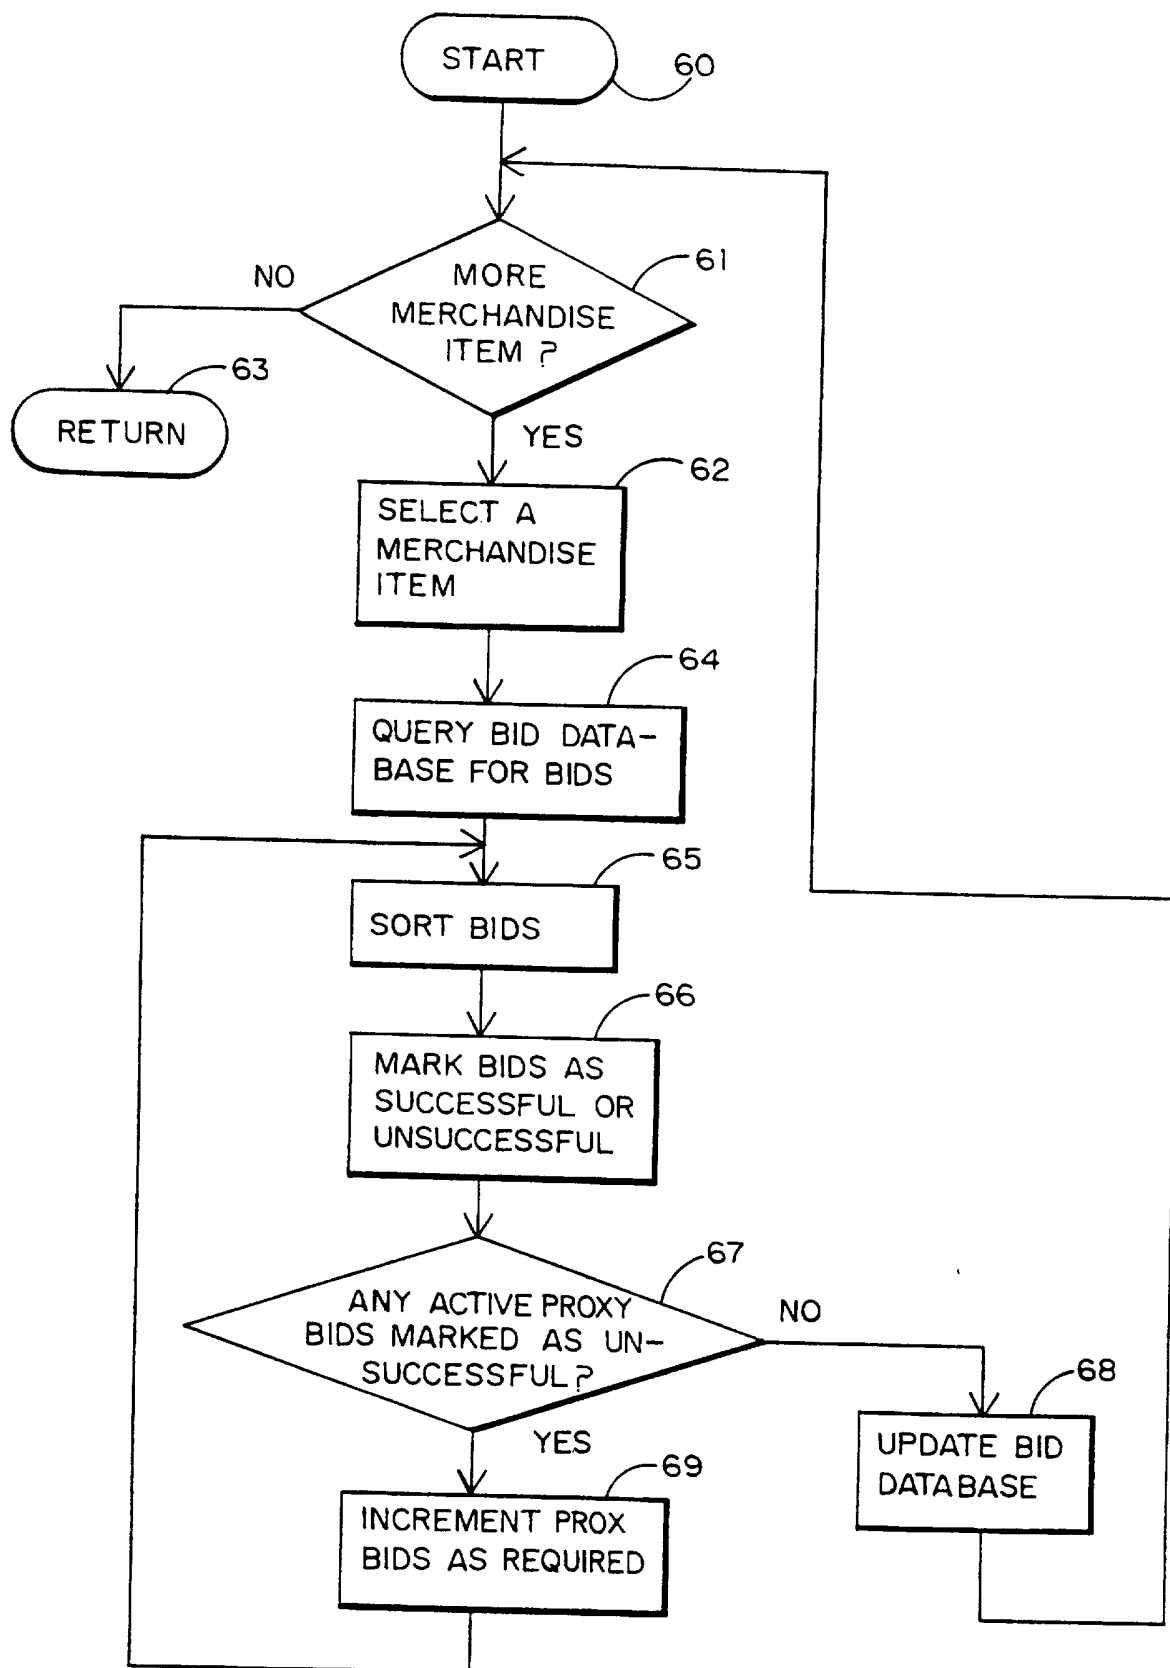 START
60
61
NO
MORE
MERCHANDISE
ITEM ?
63
RETURN
YES
62
SELECT A
MERCHANDISE
ITEM
64
QUERY BID DATA-
BASE FOR BIDS
65
SORT BIDS
66
MARK BIDS AS
SUCCESSFUL OR
UNSUCCESSFUL
67
ANY ACTIVE PROXY
BIDS MARKED AS UN-
SUCCESSFUL?
NO
68
UPDATE BID
DATABASE
YES
69
INCREMENT PROX
BIDS AS REQUIRED